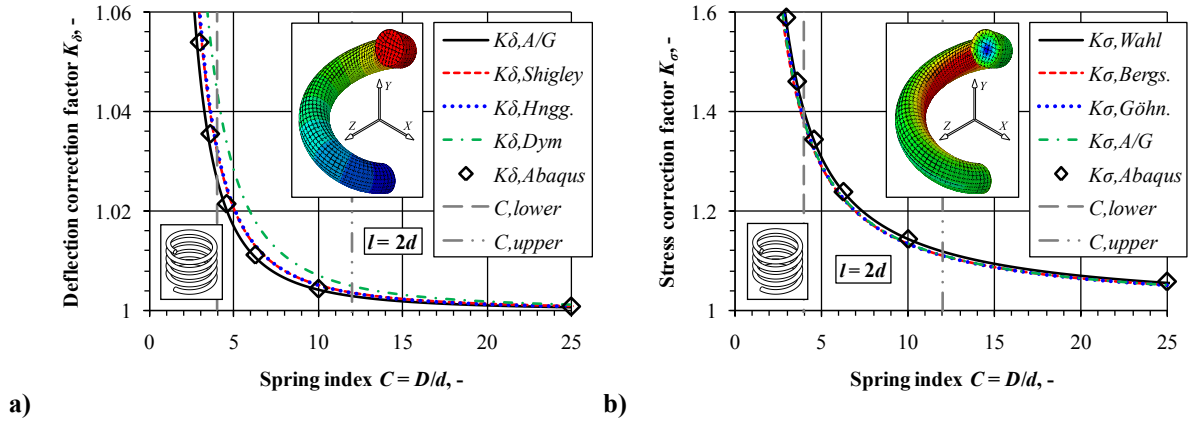 Deflection correction factor Kδ, -
1.06
1.04
1.02
1
0
5
10
15
20
25
Spring index C = D/d, -
Y
Z
X
l = 2d
Kδ,A/G
Kδ,Shigley
Kδ,Hngg.
Kδ,Dym
Kδ,Abaqus
C,lower
C,upper
a)
Stress correction factor Kσ, -
1.6
1.4
1.2
1
0
5
10
15
20
25
Spring index C = D/d, -
Y
Z
X
l = 2d
Kσ,Wahl
Kσ,Bergs.
Kσ,Göhn.
Kσ,A/G
Kσ,Abaqus
C,lower
C,upper
b)